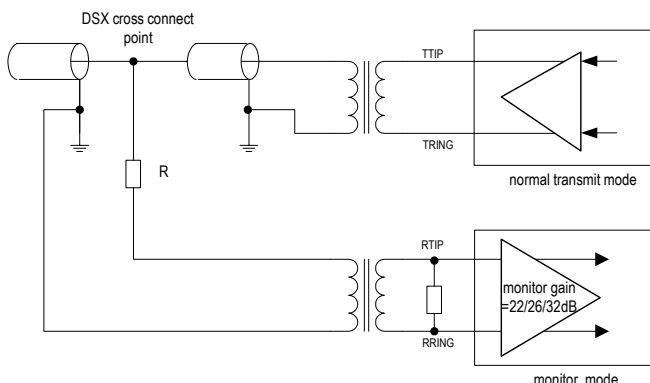 DSX cross connect
point
TTIP
TRING
normal transmit mode
R
RTIP
monitor gain
=22/26/32dB
RRING
monitor mode